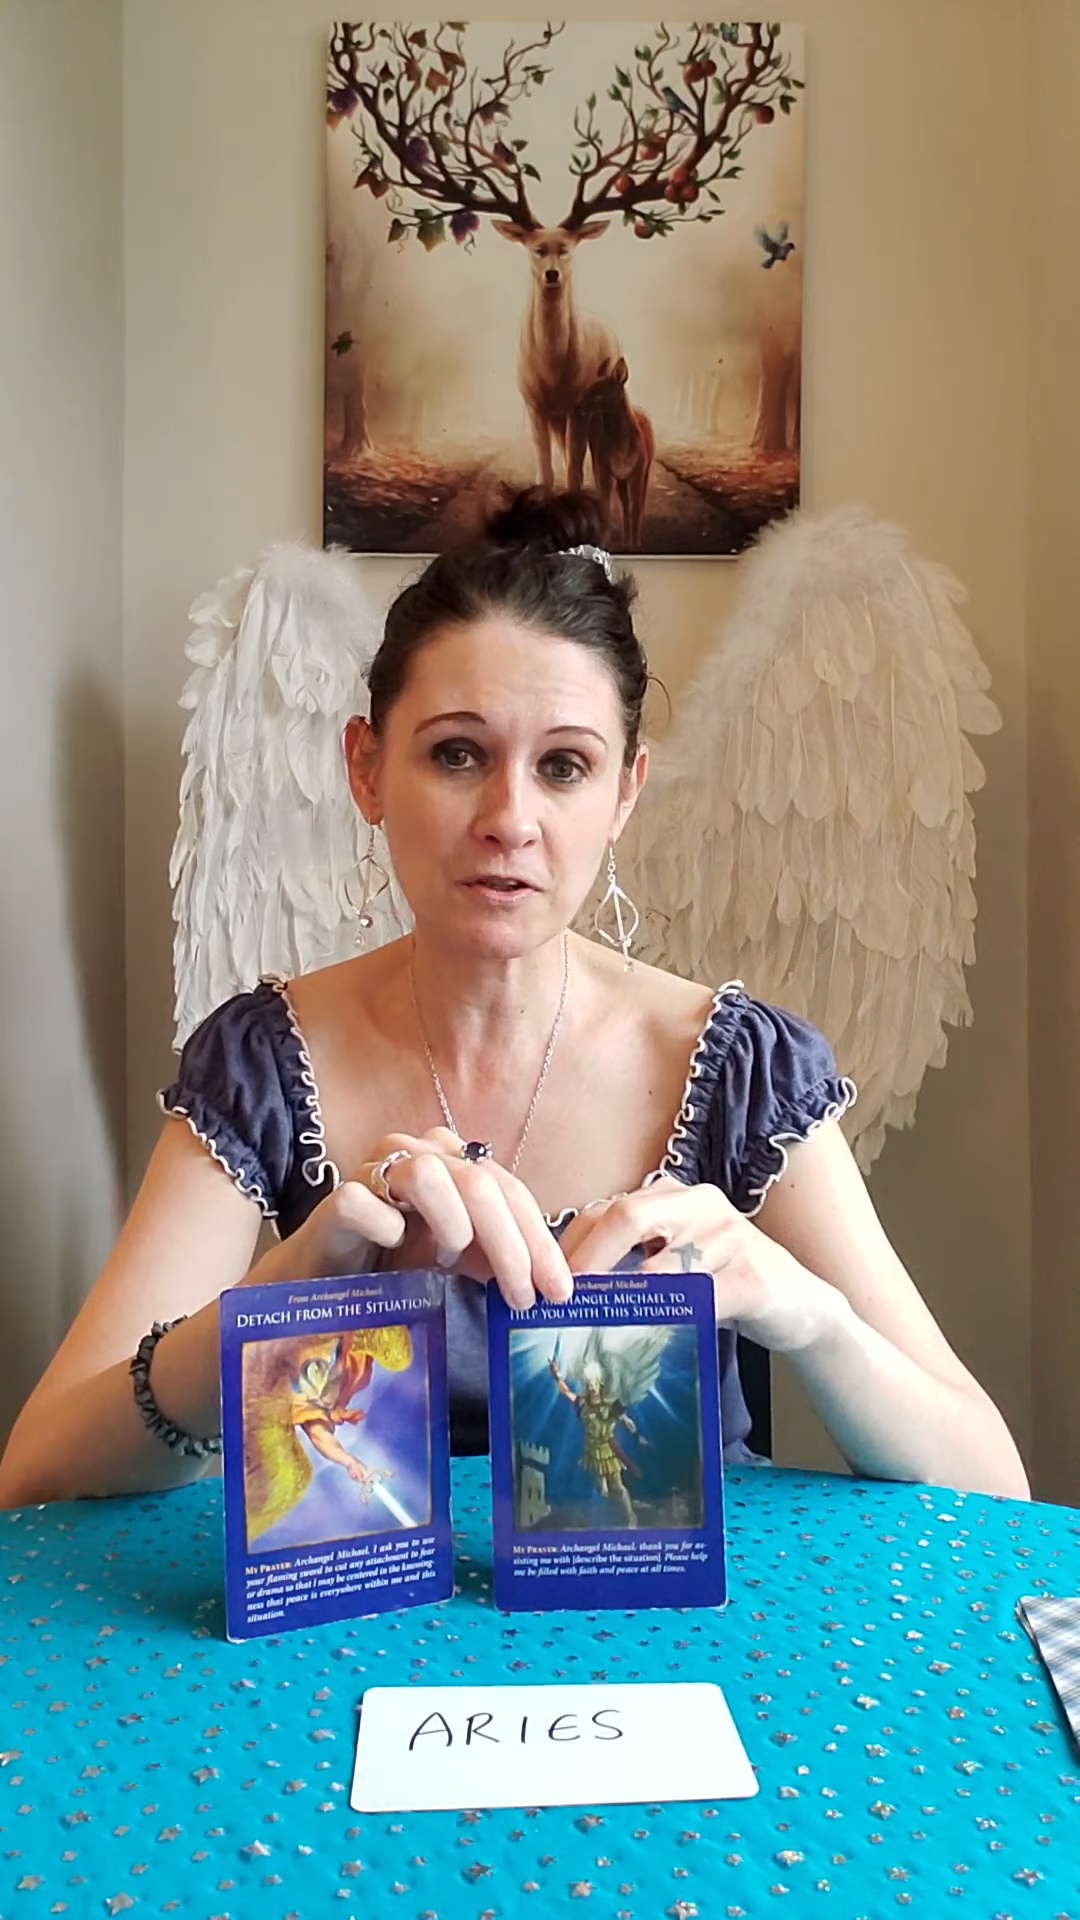 From Archangel Michael:
DETACH FROM THE SITUATION
MY PRAYER: Archangel Michael, I ask you to use
your flaming sword to cut any attachment to fear
or drama so that I may be centered in the knowing-
ness that peace is everywhere within me and this
situation.
Archangel Michael:
ARCHANGEL MICHAEL TO
HELP YOU WITH THIS SITUATION
MY PRAYER: Archangel Michael, thank you for as-
sisting me with [describe the situation]. Please help
me be filled with faith and peace at all times.
ARIES